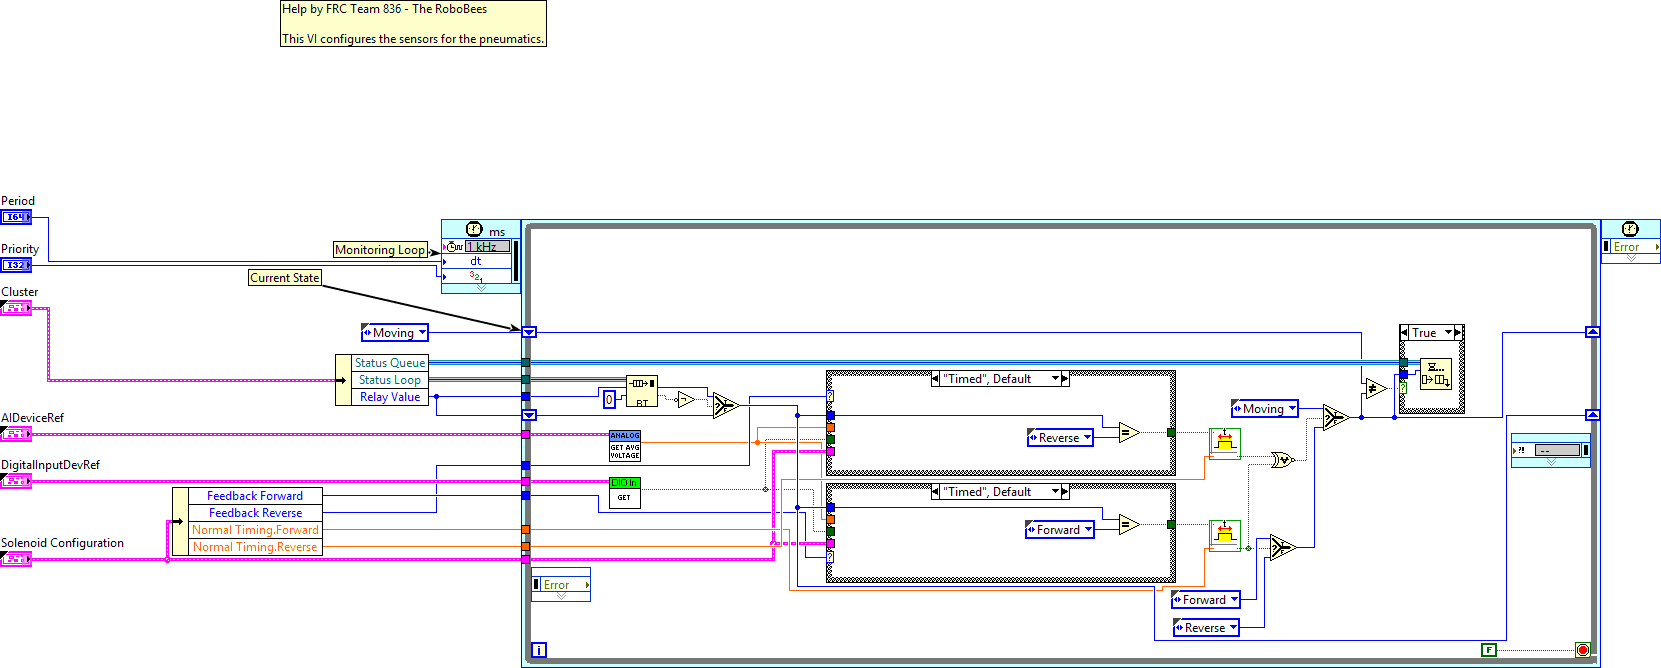 Help by FRC Team 836 - The RoboBees
This VI configures the sensors for the pneumatics.
Period
I64
Priority
I32
Cluster
Monitoring Loop
Current State
ms
1 kHz
dt
Error
Moving
Status Queue
Status Loop
Relay Value
0
BT
AIDeviceRef
DigitalInputDevRef
Solenoid Configuration
Feedback Forward
Feedback Reverse
Normal Timing.Forward
Normal Timing.Reverse
ANALOG
GET AVG
VOLTAGE
DIO In
GET
"Timed", Default
Reverse
"Timed", Default
Forward
Moving
True
Forward
Reverse
Error
--
i
F